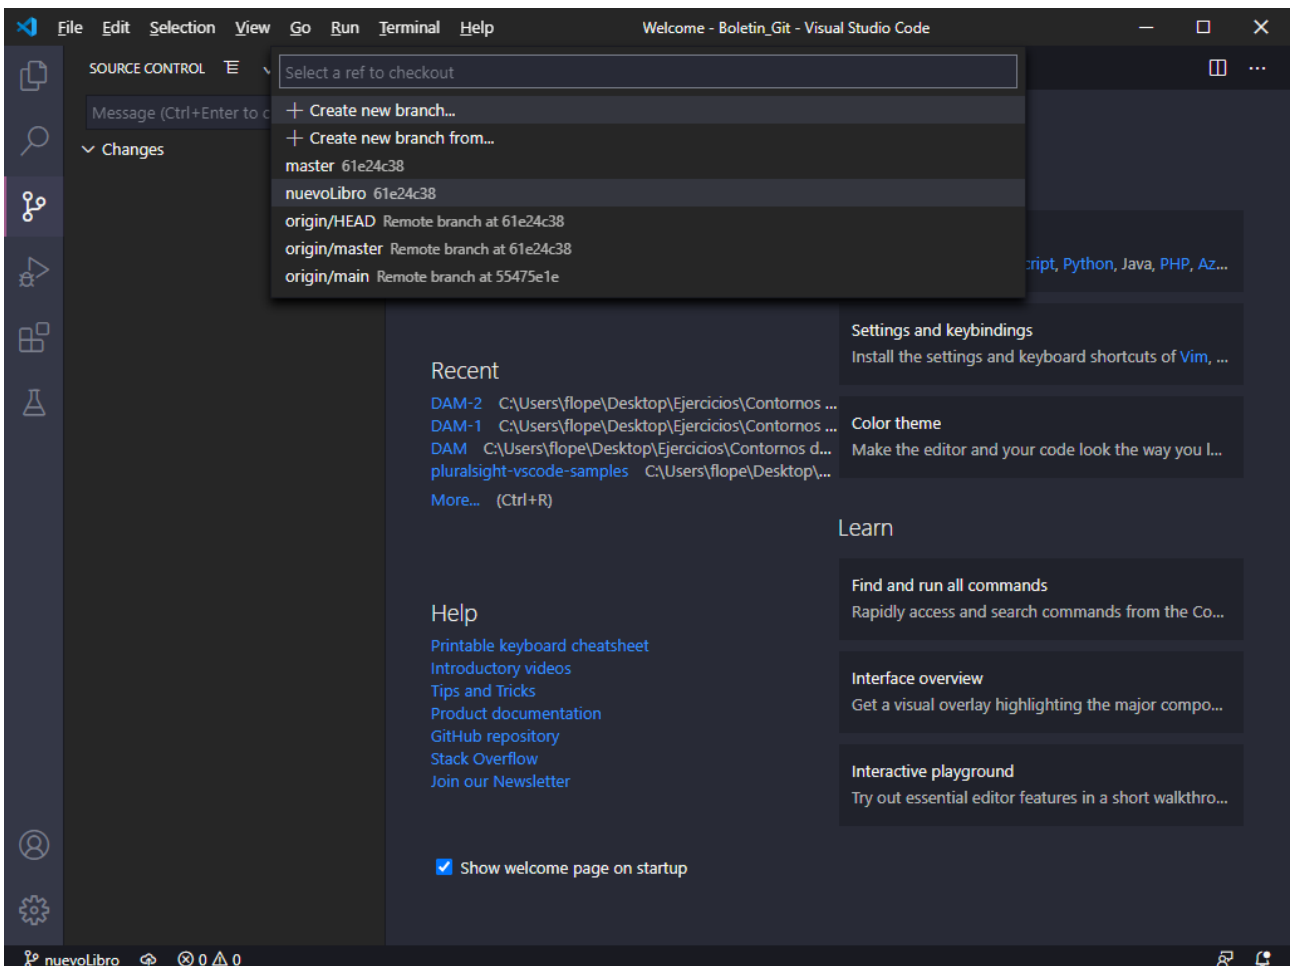 File Edit Selection View Go Run Terminal Help Welcome - Boletin_Git - Visual Studio Code
SOURCE CONTROL
Select a ref to checkout
Message (Ctrl+Enter to c
Changes
Create new branch...
Create new branch from...
master 61e24c38
nuevoLibro 61e24c38
origin/HEAD Remote branch at 61e24c38
origin/master Remote branch at 61e24c38
origin/main Remote branch at 55475e1e
cript, Python, Java, PHP, Az...
Settings and keybindings
Install the settings and keyboard shortcuts of Vim, ...
Recent
DAM-2 C:\Users\flope\Desktop\Ejercicios\Contornos ...
DAM-1 C:\Users\flope\Desktop\Ejercicios\Contornos ...
DAM C:\Users\flope\Desktop\Ejercicios\Contornos d...
pluralsight-vscode-samples C:\Users\flope\Desktop\...
More... (Ctrl+R)
Color theme
Make the editor and your code look the way you l...
Learn
Find and run all commands
Rapidly access and search commands from the Co...
Help
Printable keyboard cheatsheet
Introductory videos
Tips and Tricks
Product documentation
GitHub repository
Stack Overflow
Join our Newsletter
Interface overview
Get a visual overlay highlighting the major compo...
Interactive playground
Try out essential editor features in a short walkthro...
Show welcome page on startup
nuevoLibro 0 0